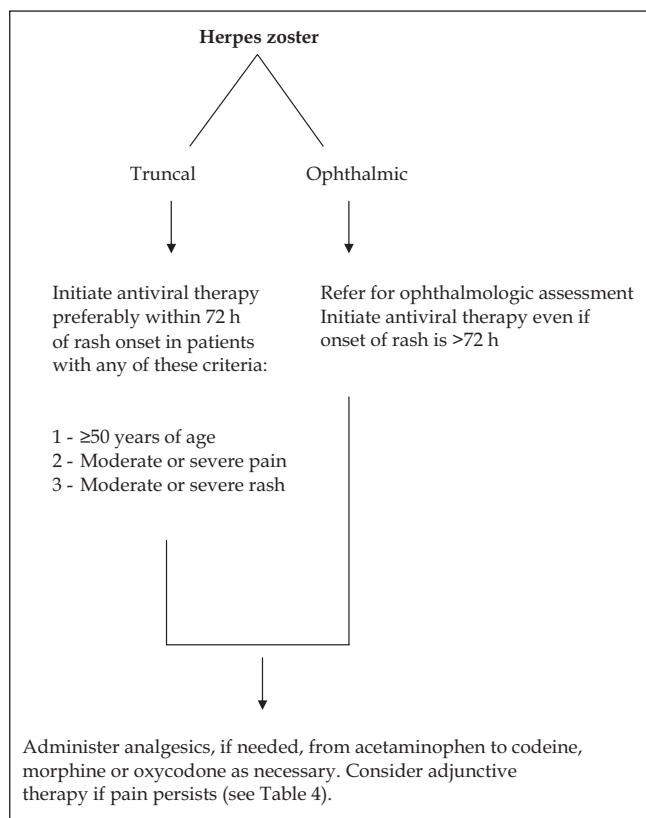 Herpes zoster
Truncal
Ophthalmic
Initiate antiviral therapy
preferably within 72 h
of rash onset in patients
with any of these criteria:
1 - ≥50 years of age
2 - Moderate or severe pain
3 - Moderate or severe rash
Refer for ophthalmologic assessment
Initiate antiviral therapy even if
onset of rash is >72 h
Administer analgesics, if needed, from acetaminophen to codeine,
morphine or oxycodone as necessary. Consider adjunctive
therapy if pain persists (see Table 4).